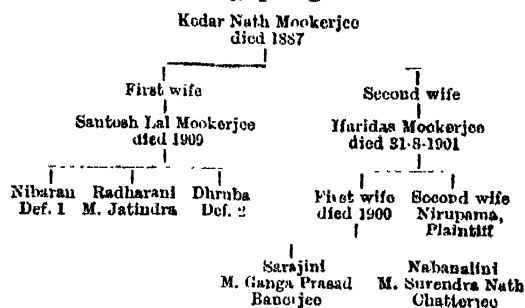 Kedar Nath Mookerjee
died 1887
First wife
Second wife
Santosh Lal Mookerjee
died 1909
Haridas Mookerjee
died 31-8-1901
Nibaran Radharani Dhruba
Def. 1 M. Jatindra Def. 2
First wife Second wife
died 1900 Nirupama,
Plaintiff
Sarajini Nabanalini
M. Ganga Prasad M. Surendra Nath
Banerjee Chatterjee